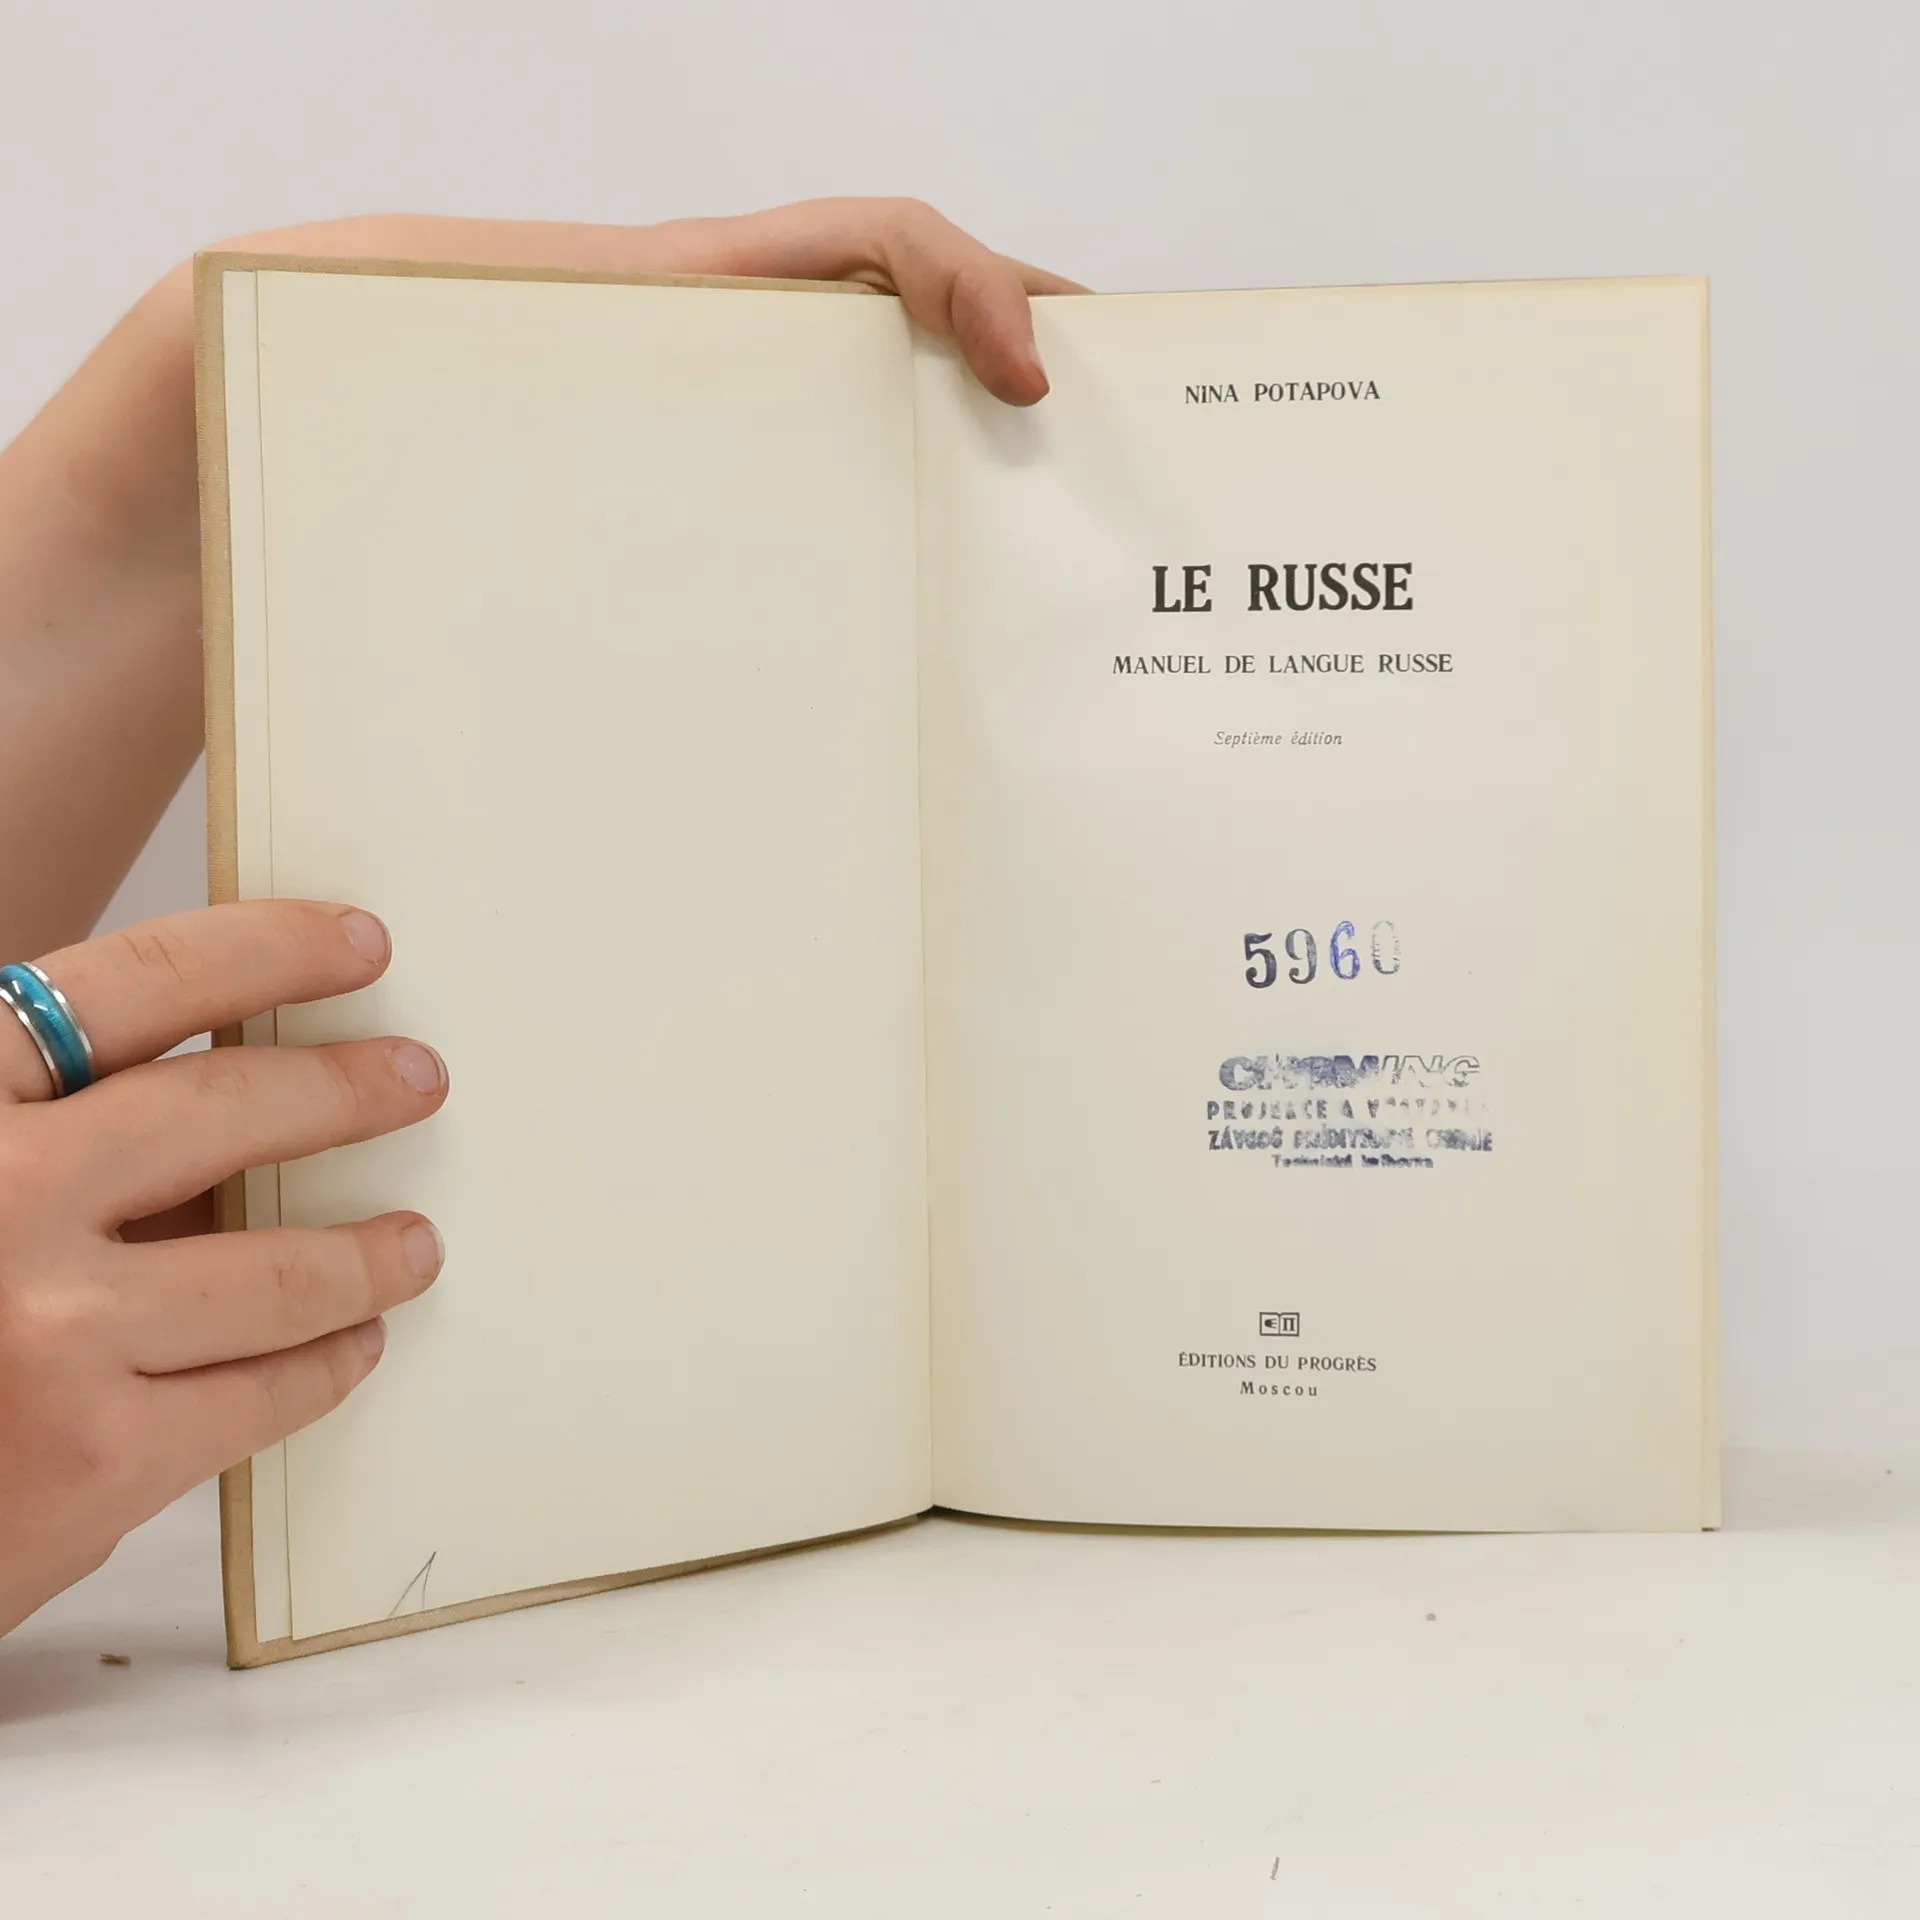 NINA POTAPOVA
LE RUSSE
MANUEL DE LANGUE RUSSE
Septième édition
5960
ÉDITIONS DU PROGRÈS
Moscou